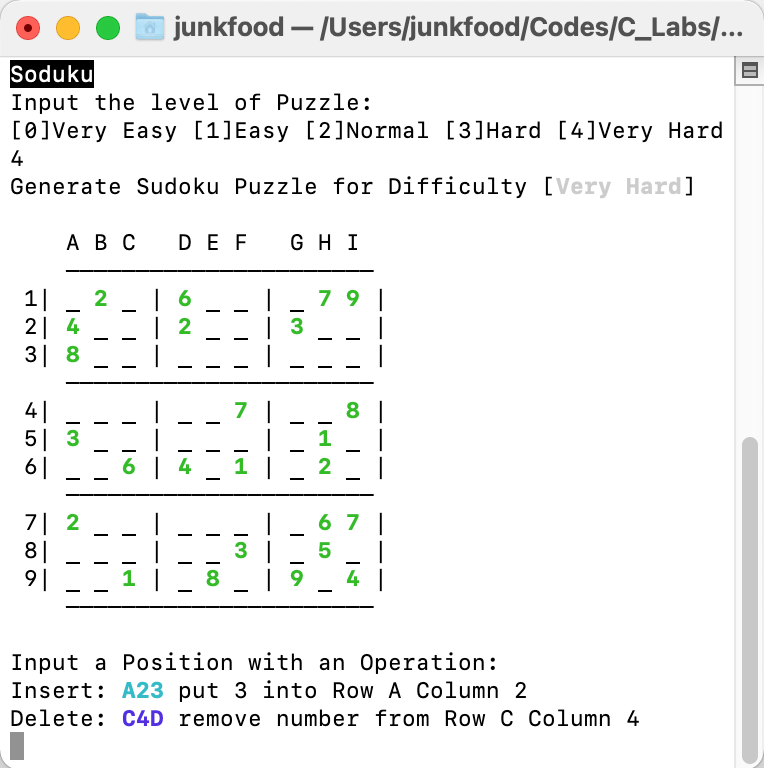 junkfood — /Users/junkfood/Codes/C_Labs/...
Soduku
Input the level of Puzzle:
[0]Very Easy [1]Easy [2]Normal [3]Hard [4]Very Hard
4
Generate Sudoku Puzzle for Difficulty [Very Hard]
A B C D E F G H I
1| _ 2 _ | 6 _ _ | _ 7 9 |
2| 4 _ _ | 2 _ _ | 3 _ _ |
3| 8 _ _ | _ _ _ | _ _ _ |
4| _ _ _ | _ _ 7 | _ _ 8 |
5| 3 _ _ | _ _ _ | _ 1 _ |
6| _ _ 6 | 4 _ 1 | _ 2 _ |
7| 2 _ _ | _ _ _ | _ 6 7 |
8| _ _ _ | _ _ 3 | _ 5 _ |
9| _ _ 1 | _ 8 _ | 9 _ 4 |
Input a Position with an Operation:
Insert: A23 put 3 into Row A Column 2
Delete: C4D remove number from Row C Column 4